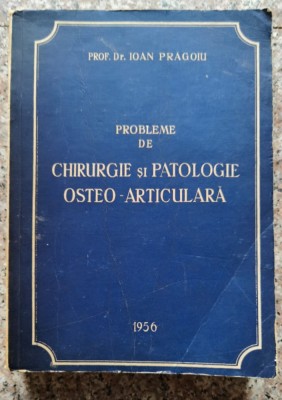 PROF. Dr. IOAN PRAGOIU
PROBLEME
DE
CHIRURGIE și PATOLOGIE
OSTEO-ARTICULARĂ
1956